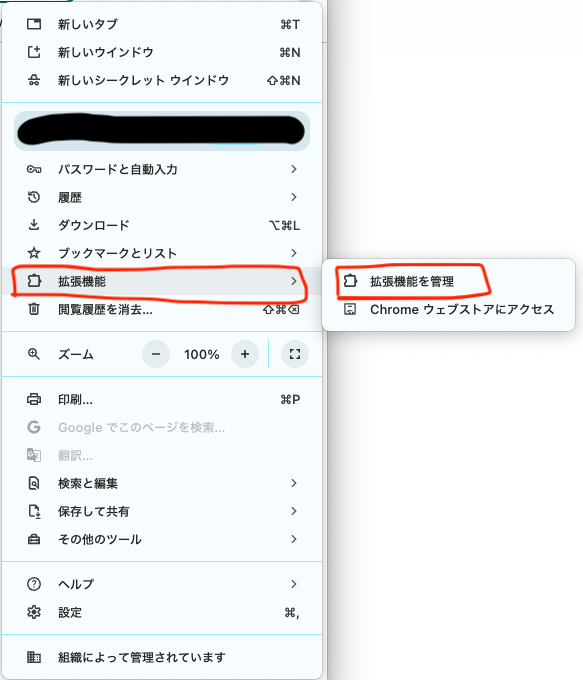 新しいタブ ⌘T
新しいウインドウ ⌘N
新しいシークレット ウインドウ ⇧⌘N
パスワードと自動入力
履歴
ダウンロード ⌥⌘L
ブックマークとリスト
拡張機能
拡張機能を管理
閲覧履歴を消去... ⇧⌘⌫
Chrome ウェブストアにアクセス
ズーム − 100% +
印刷... ⌘P
Google でこのページを検索...
翻訳...
検索と編集
保存して共有
その他のツール
ヘルプ
設定 ⌘,
組織によって管理されています